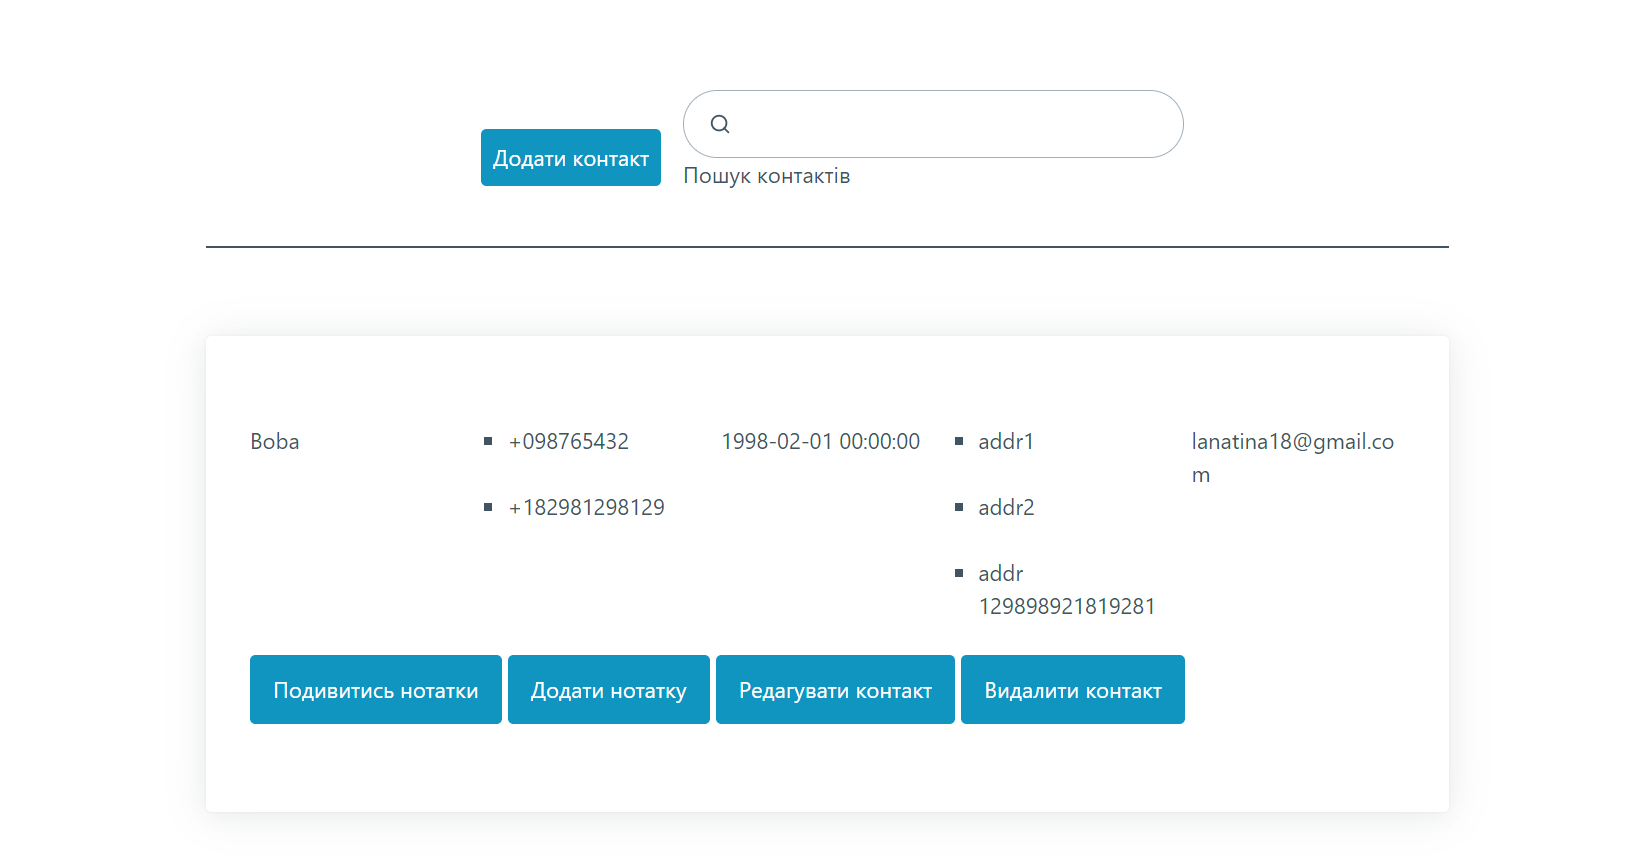 Додати контакт
Пошук контактів
Boba
+098765432
+182981298129
1998-02-01 00:00:00
addr1
addr2
addr
129898921819281
lanatina18@gmail.co
m
Подивитись нотатки
Додати нотатку
Редагувати контакт
Видалити контакт